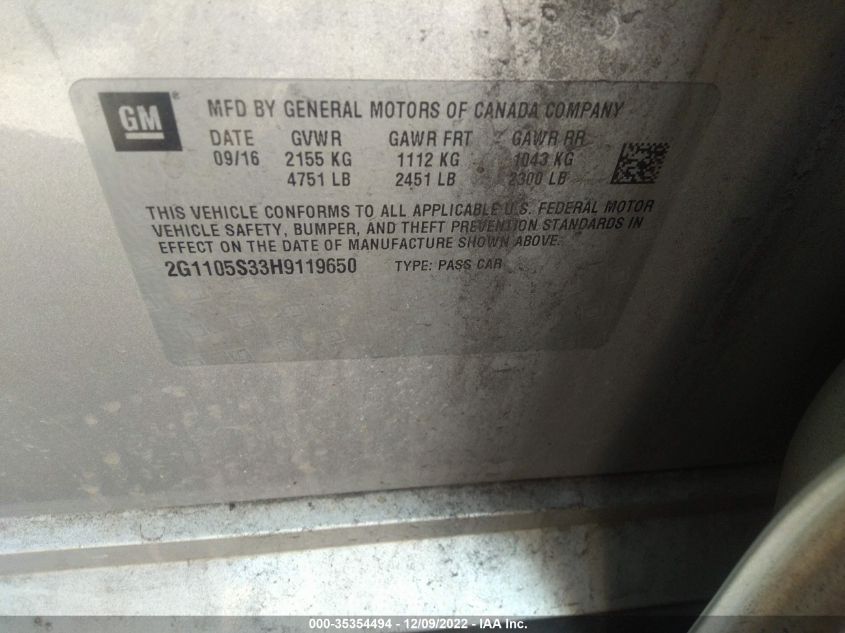 GM ® MFD BY GENERAL MOTORS OF CANADA COMPANY
DATE GVWR GAWR FRT GAWR RR
09/16 2155 KG 1112 KG 1043 KG
4751 LB 2451 LB 2300 LB
THIS VEHICLE CONFORMS TO ALL APPLICABLE U.S. FEDERAL MOTOR
VEHICLE SAFETY, BUMPER, AND THEFT PREVENTION STANDARDS IN
EFFECT ON THE DATE OF MANUFACTURE SHOWN ABOVE.
2G1105S33H9119650 TYPE: PASS CAR
000-35354494 - 12/09/2022 - IAA Inc.